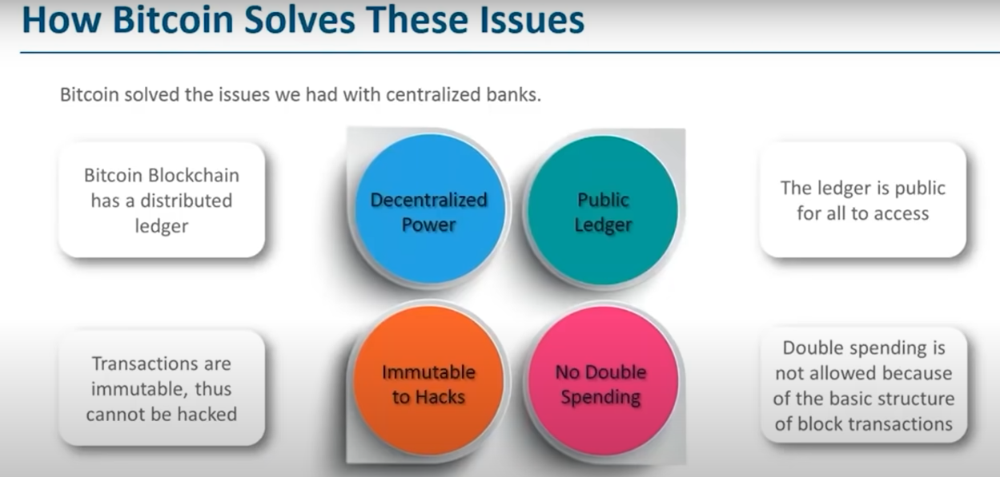 How Bitcoin Solves These Issues
Bitcoin solved the issues we had with centralized banks.
Bitcoin Blockchain
has a distributed
ledger
Decentralized
Power
Public
Ledger
The ledger is public
for all to access
Transactions are
immutable, thus
cannot be hacked
Immutable
to Hacks
No Double
Spending
Double spending is
not allowed because
of the basic structure
of block transactions